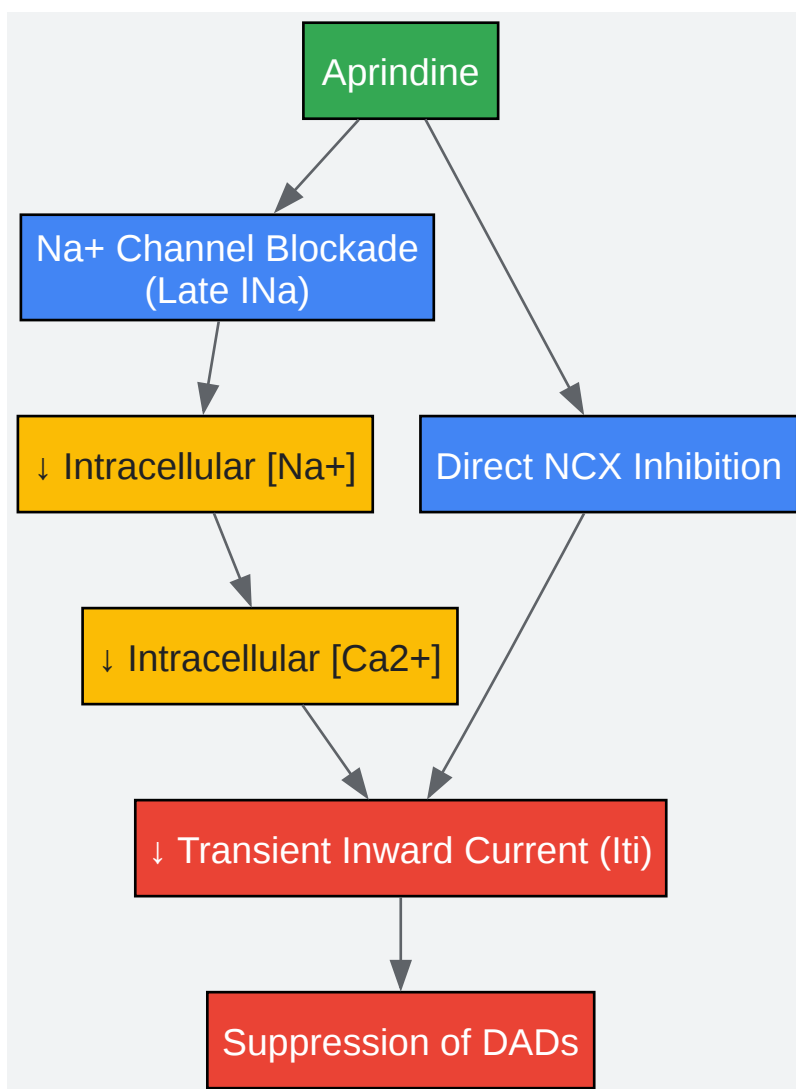 Aprindine
Na+ Channel Blockade
(Late INa)
↓ Intracellular [Na+]
Direct NCX Inhibition
↓ Intracellular [Ca2+]
↓ Transient Inward Current (Iti)
Suppression of DADs